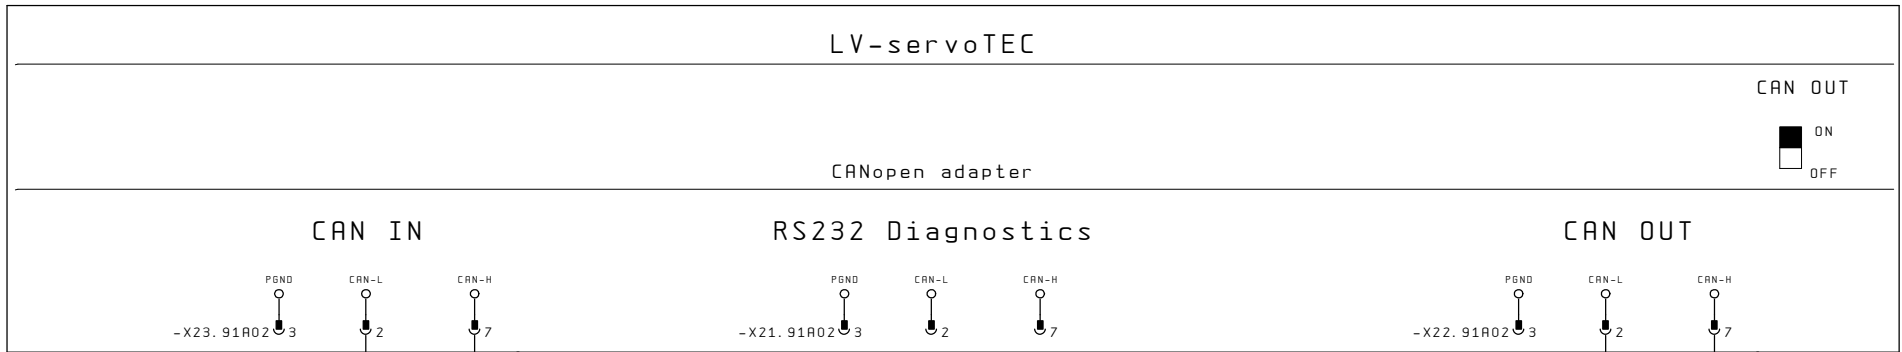 LV-servoTEC
CAN OUT
ON
OFF
CANopen adapter
CAN IN RS232 Diagnostics CAN OUT
PGND CAN-L CAN-H PGND CAN-L CAN-H PGND CAN-L CAN-H
-X23.91A02 3 2 7 -X21.91A02 3 2 7 -X22.91A02 3 2 7